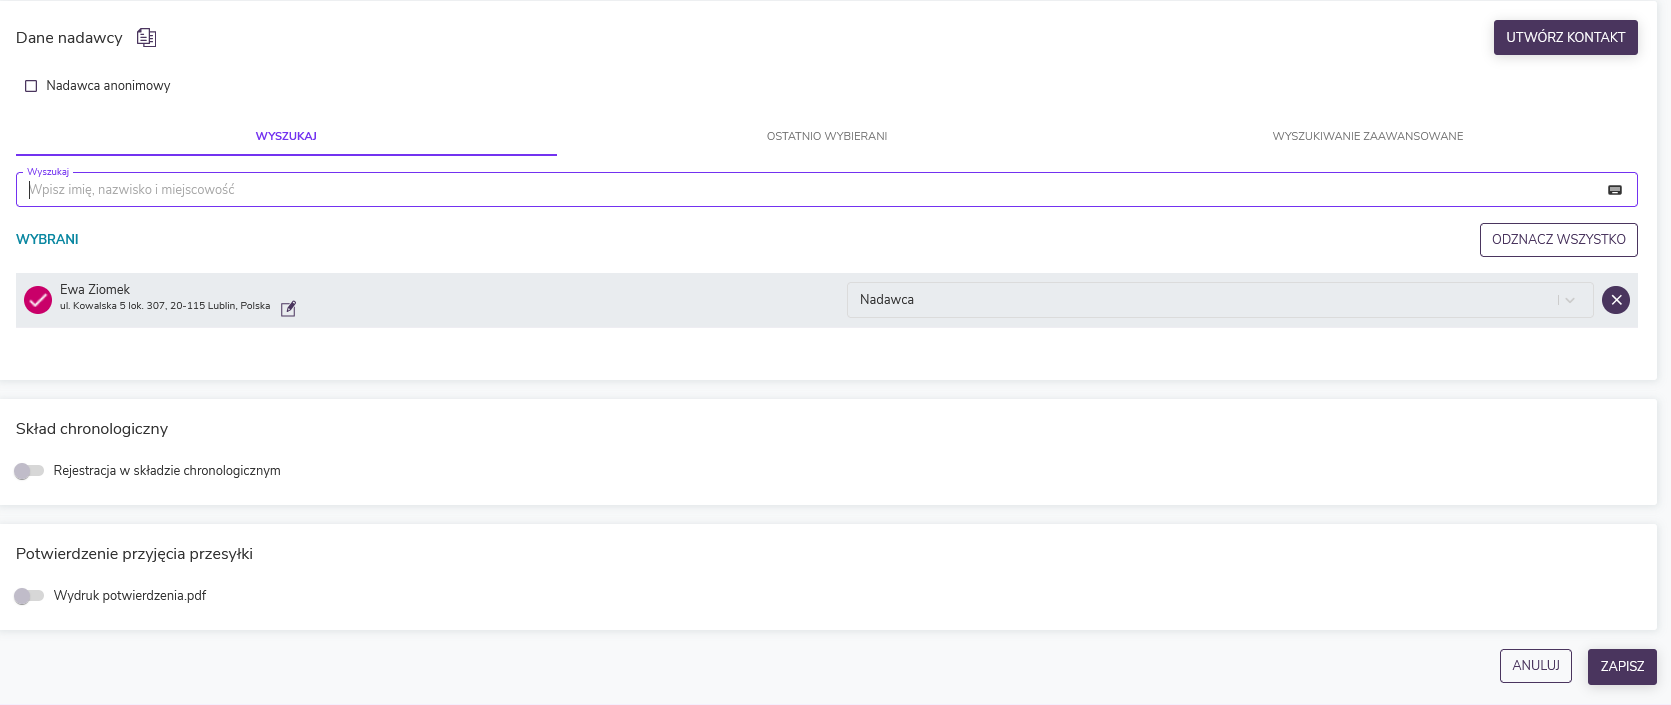 Dane nadawcy
UTWÓRZ KONTAKT
Nadawca anonimowy
WYSZUKAJ
OSTATNIO WYBIERANI
WYSZUKIWANIE ZAAWANSOWANE
Wyszukaj
Wpisz imię, nazwisko i miejscowość
WYBRANI
ODZNACZ WSZYSTKO
Ewa Ziomek
ul. Kowalska 5 lok. 307, 20-115 Lublin, Polska
Nadawca
Skład chronologiczny
Rejestracja w składzie chronologicznym
Potwierdzenie przyjęcia przesyłki
Wydruk potwierdzenia.pdf
ANULUJ
ZAPISZ